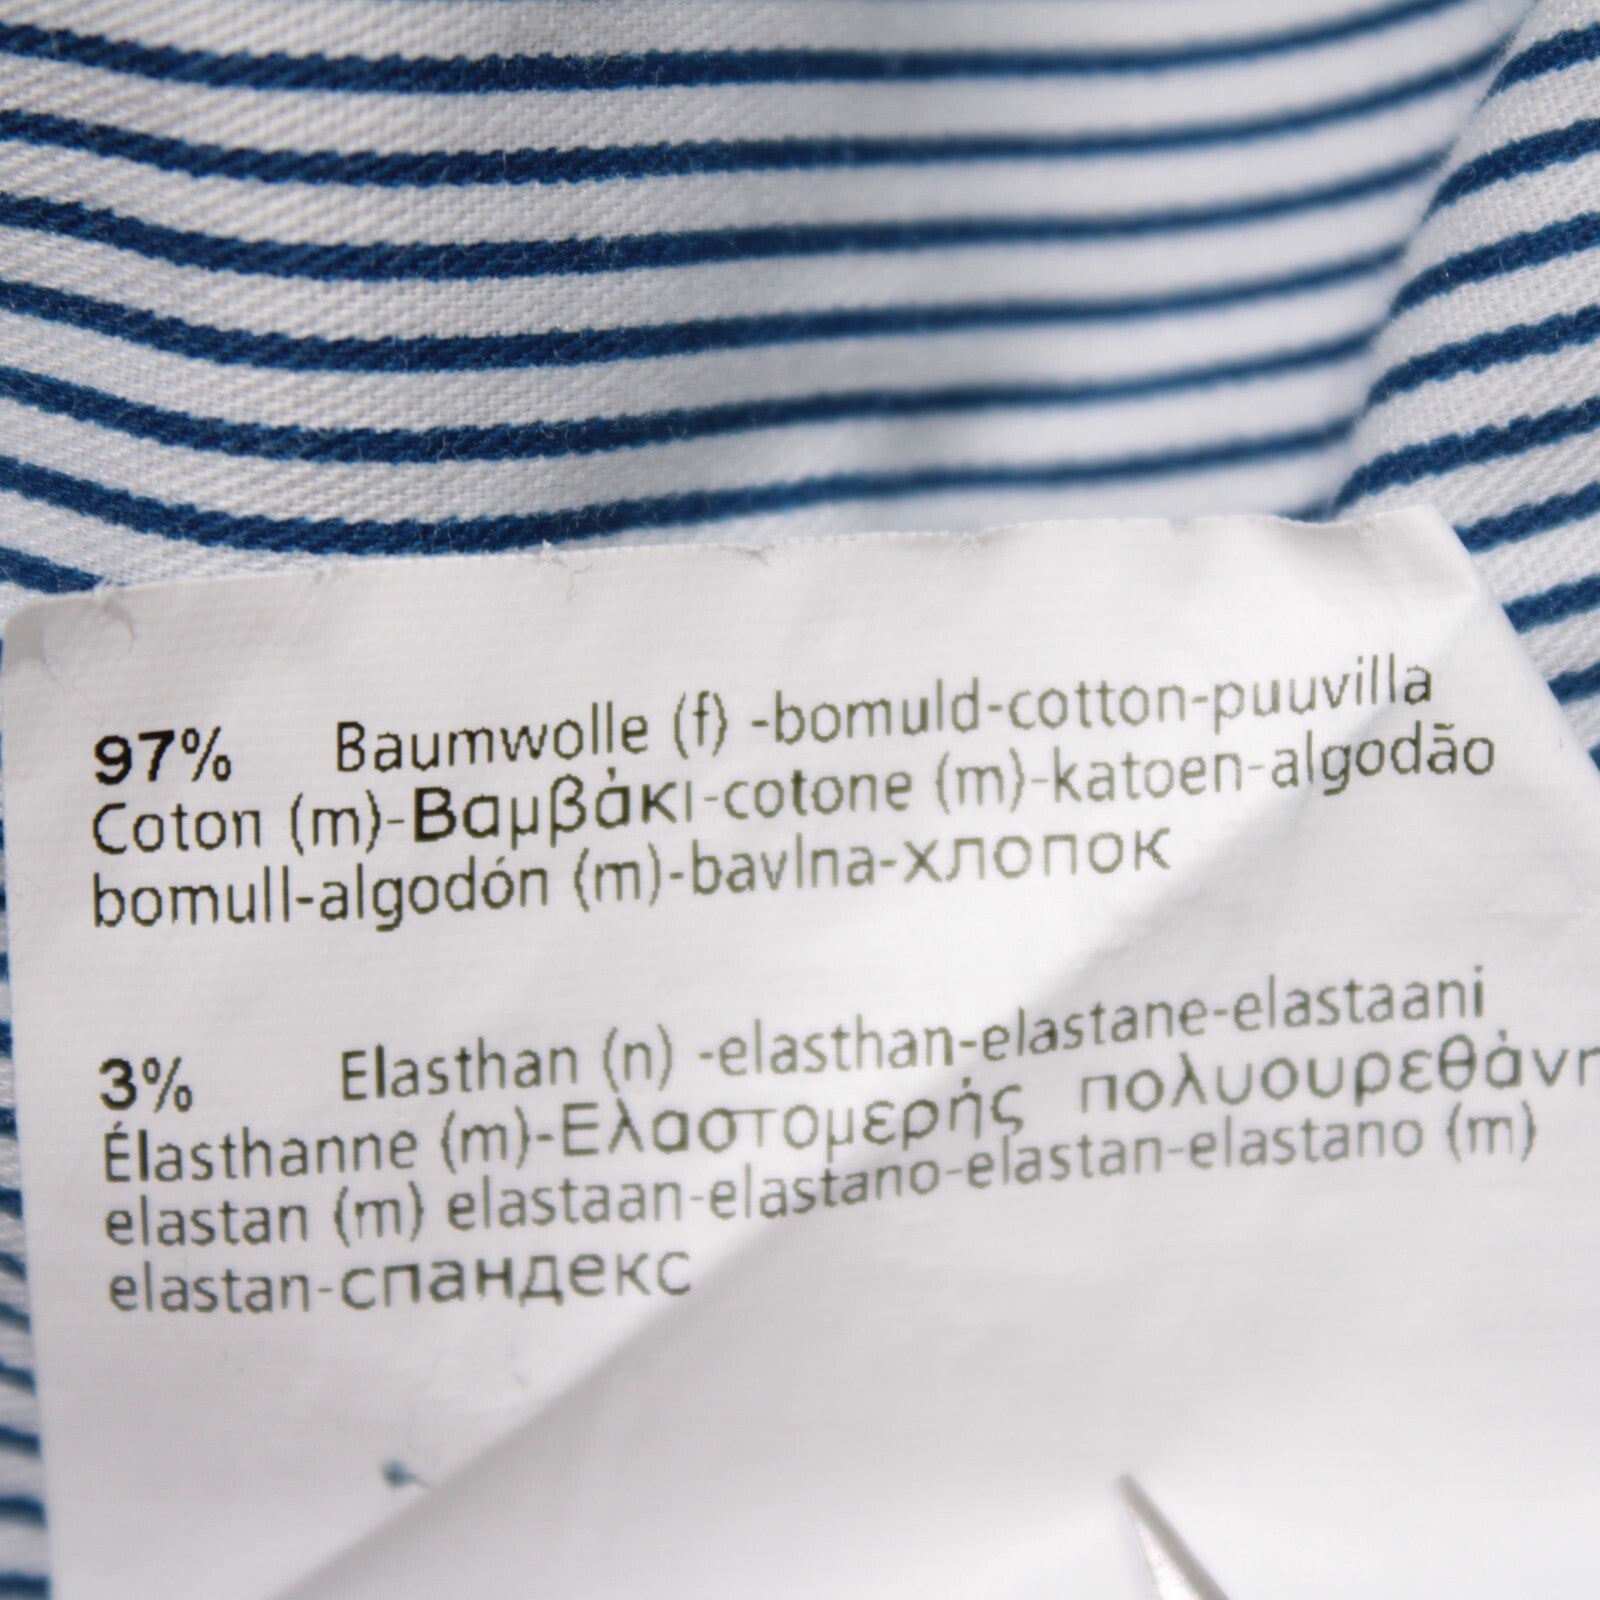 97% Baumwolle (f) -bomuld-cotton-puuvilla
Coton (m)-Βαμβάκι-cotone (m)-katoen-algodão
bomull-algodón (m)-bavlna-хлопок
3% Elasthan (n) -elasthan-elastane-elastaani
Élasthanne (m)-Ελαστομερής πολυουρεθάνη
elastan (m) elastaan-elastano-elastan-elastano (m)
elastan-спандекс